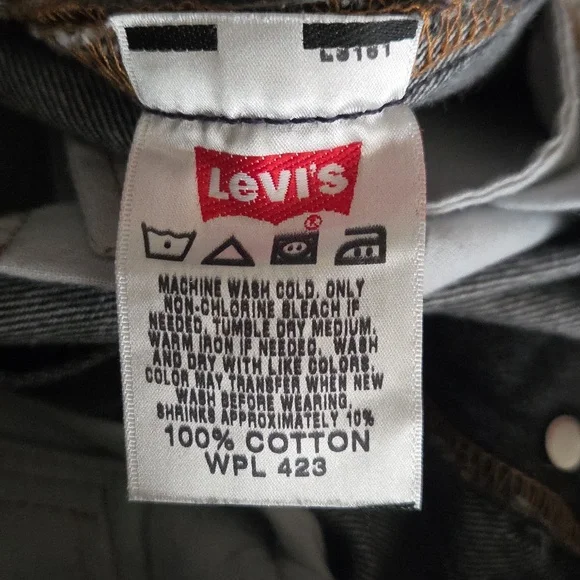 L9161
LEVI'S
®
MACHINE WASH COLD, ONLY
NON-CHLORINE BLEACH IF
NEEDED, TUMBLE DRY MEDIUM,
WARM IRON IF NEEDED. WASH
AND DRY WITH LIKE COLORS.
COLOR MAY TRANSFER WHEN NEW
WASH BEFORE WEARING.
SHRINKS APPROXIMATELY 10%
100% COTTON
WPL 423